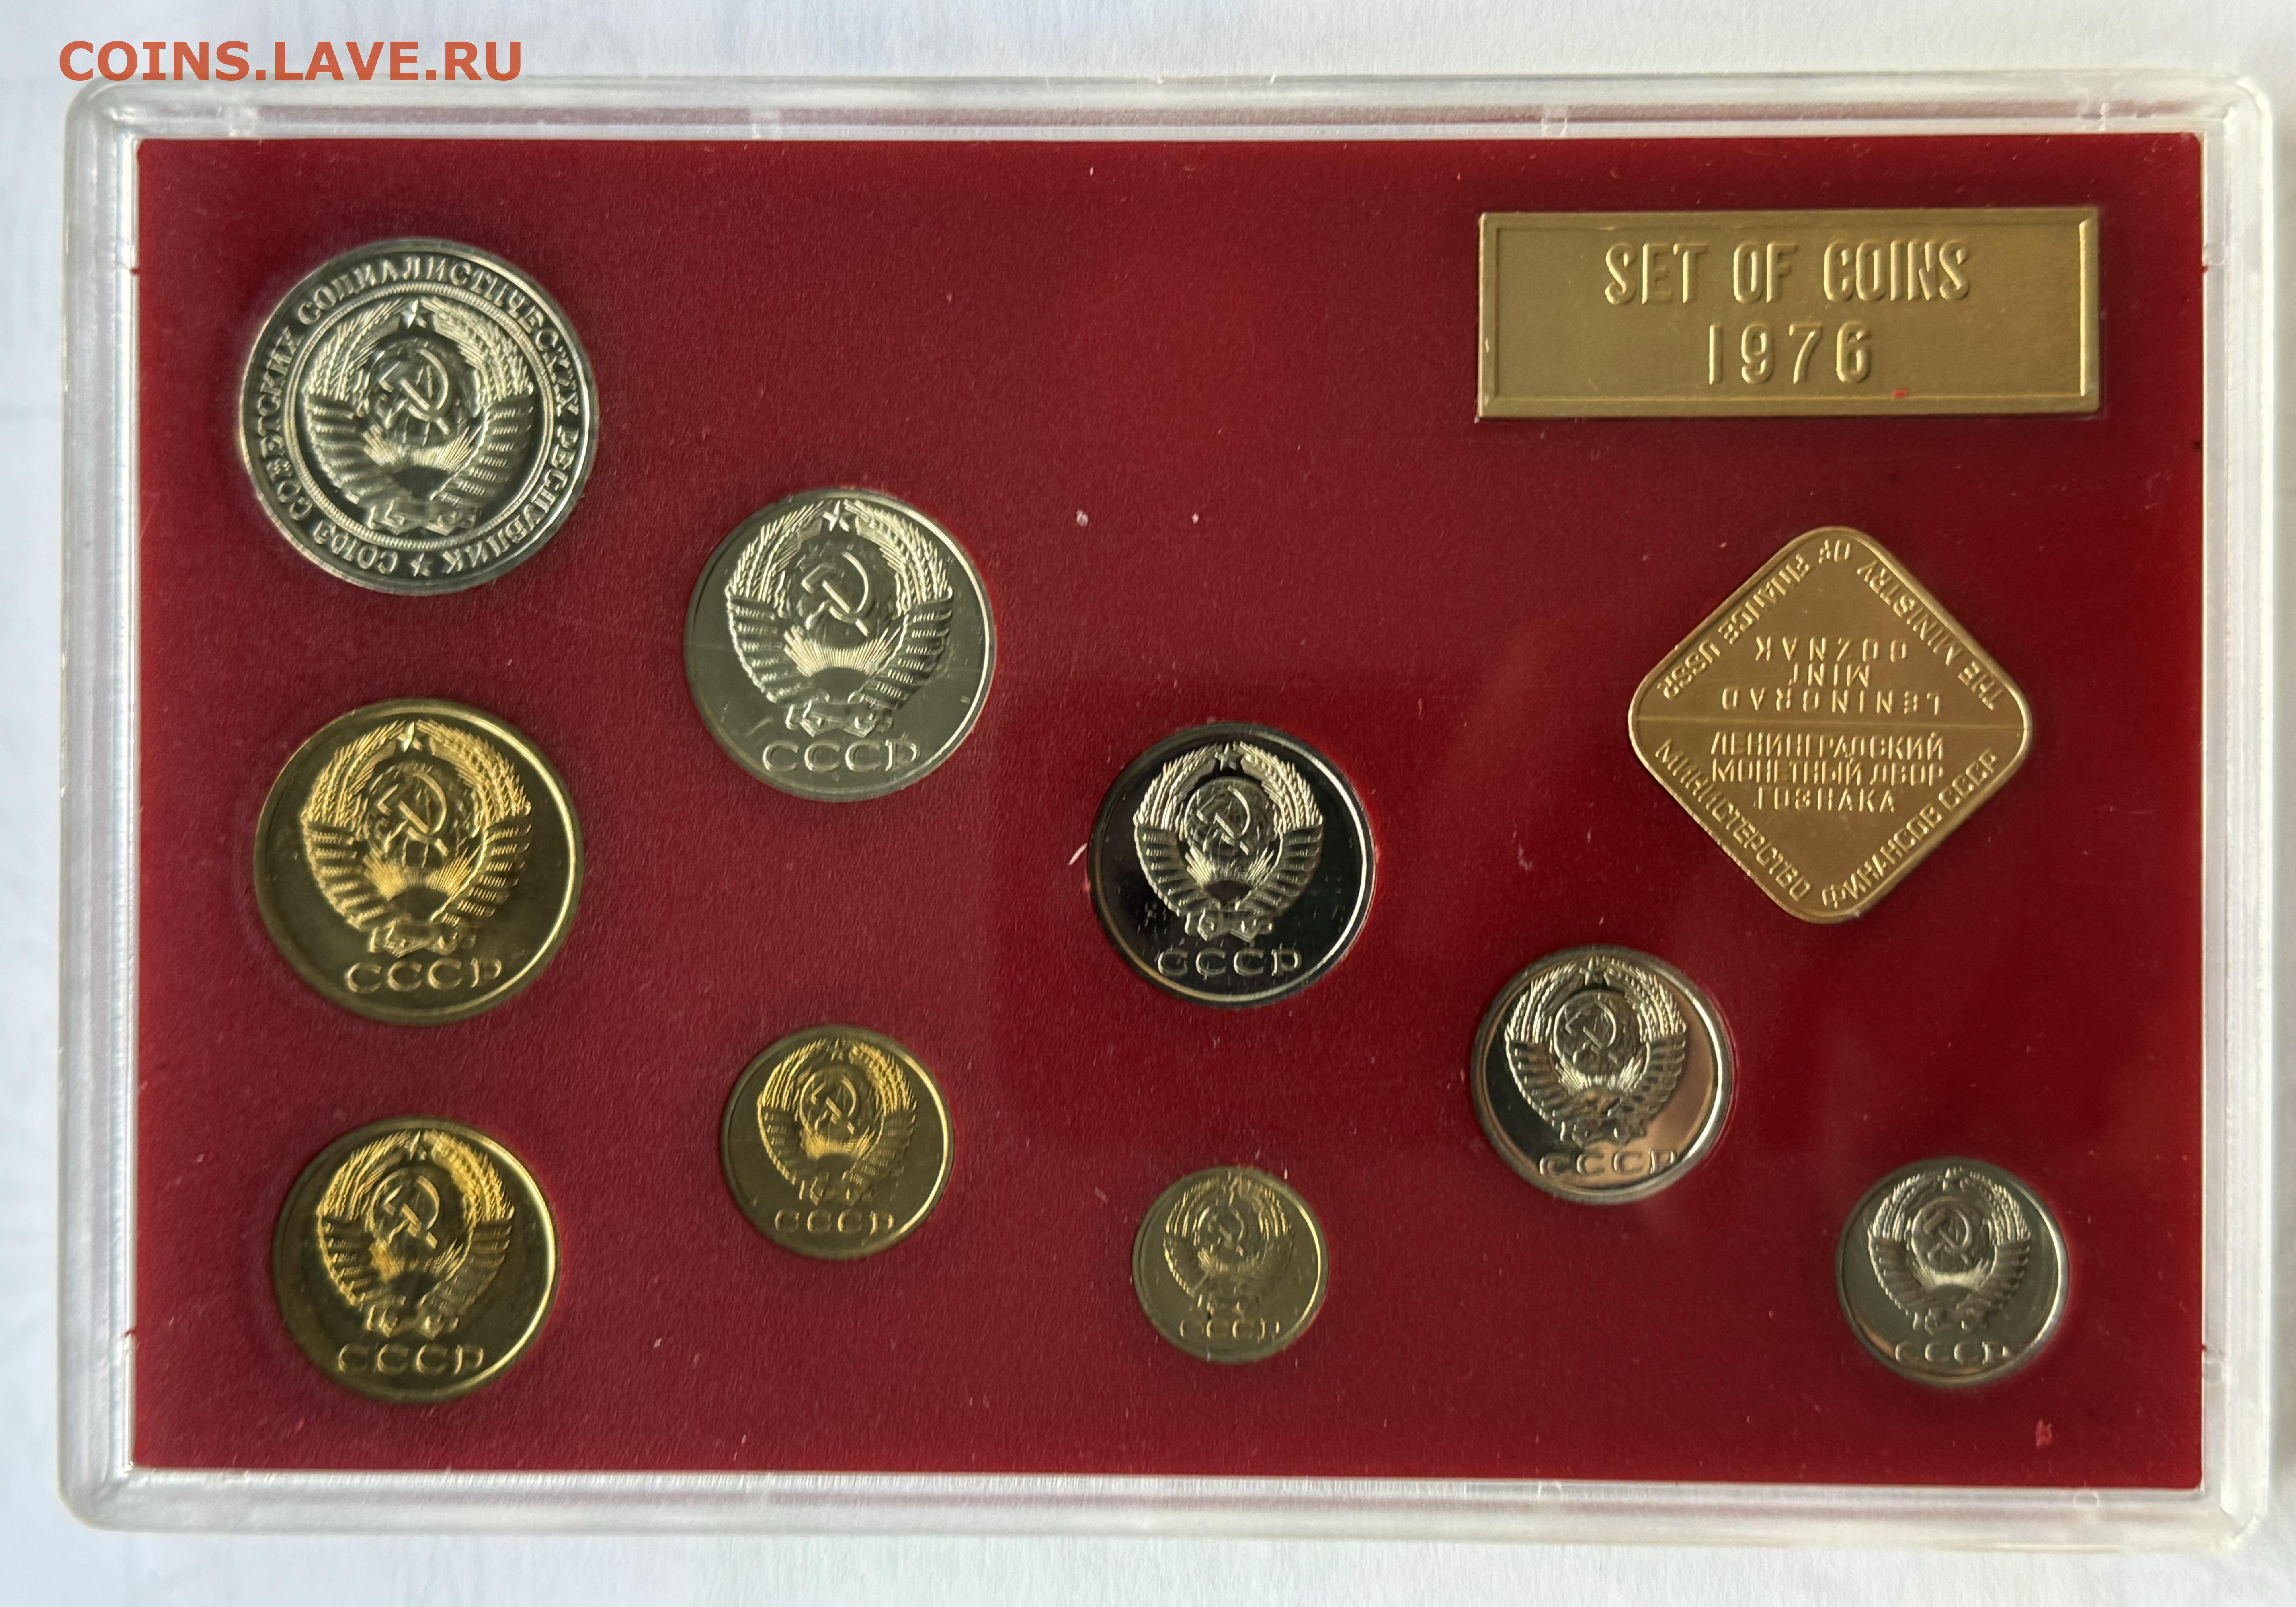 COINS.LAVE.RU
SET OF COINS
1976
СОЮЗ СОВЕТСКИХ СОЦИАЛИСТИЧЕСКИХ РЕСПУБЛИК ★
СССР
СССР
СССР
СССР
СССР
СССР
СССР
СССР
THE MINISTRY OF FINANCE USSR
LENINGRAD
MINT
GOZNAK
ЛЕНИНГРАДСКИЙ
МОНЕТНЫЙ ДВОР
ГОЗНАКА
МИНИСТЕРСТВО ФИНАНСОВ СССР